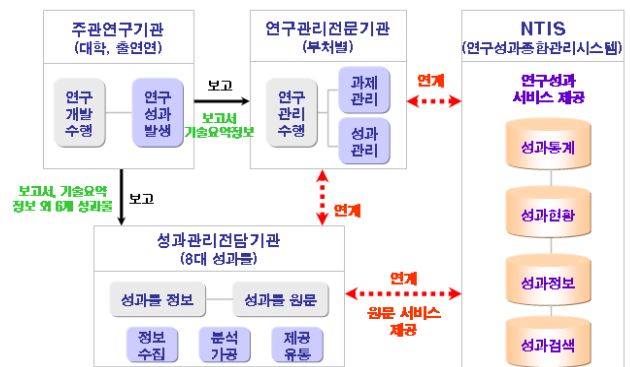 주관연구기관
(대학, 출연연)
연구
개발
수행
연구
성과
발생
보고
보고서
기술요약정보
연구관리전문기관
(부처별)
연구
관리
수행
과제
관리
성과
관리
연계
NTIS
(연구성과종합관리시스템)
연구성과
서비스 제공
성과통계
성과현황
성과정보
성과검색
보고서, 기술요약
정보 외 6개 성과물
보고
연계
성과관리전담기관
(8대 성과물)
성과물 정보
성과물 원문
정보
수집
분석
가공
제공
유통
연계
원문 서비스
제공